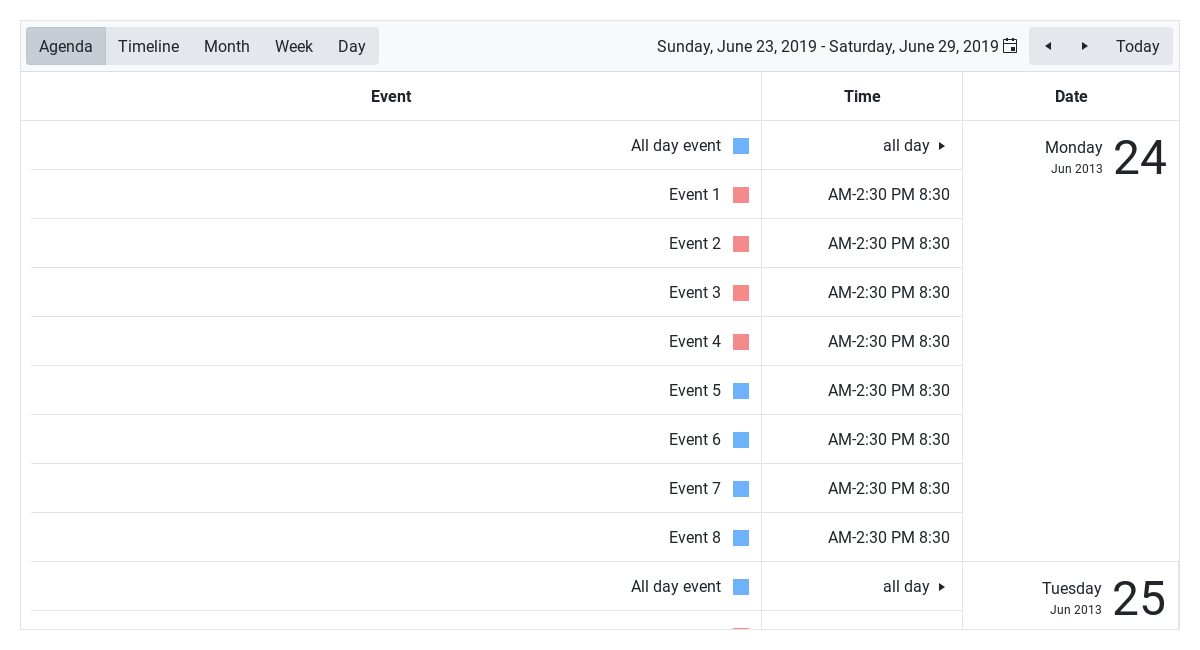 Agenda Timeline Month Week Day Sunday, June 23, 2019 - Saturday, June 29, 2019 Today
Event Time Date
All day event all day Monday 24
Jun 2013
Event 1 AM-2:30 PM 8:30
Event 2 AM-2:30 PM 8:30
Event 3 AM-2:30 PM 8:30
Event 4 AM-2:30 PM 8:30
Event 5 AM-2:30 PM 8:30
Event 6 AM-2:30 PM 8:30
Event 7 AM-2:30 PM 8:30
Event 8 AM-2:30 PM 8:30
All day event all day Tuesday 25
Jun 2013